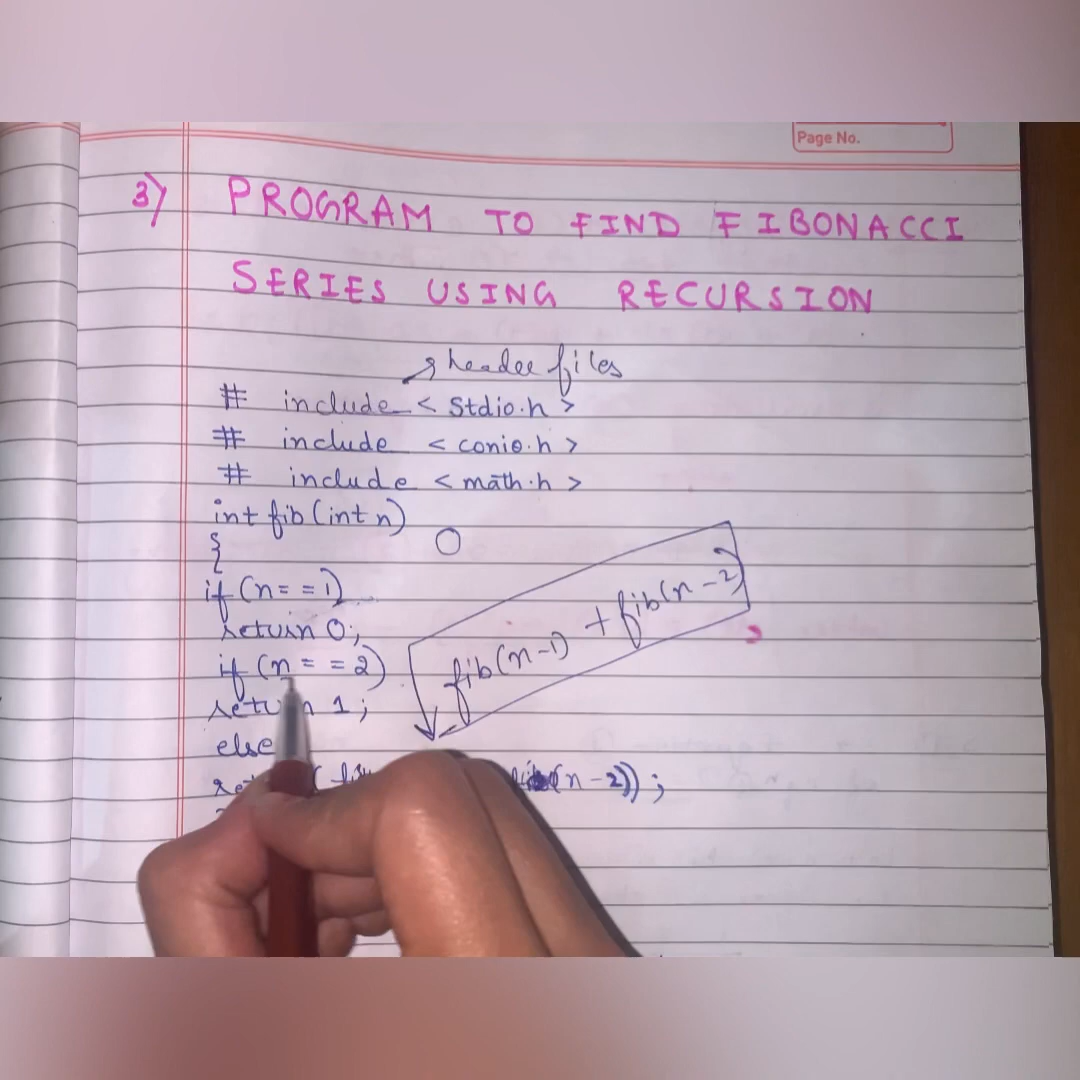 Page No.
3) PROGRAM TO FIND FIBONACCI
SERIES USING RECURSION
header files
# include < stdio.h >
# include < conio.h >
# include < math.h >
int fib (int n)
{
0
if (n = = 1)
return 0;
fib(n-1) + fib(n-2)
if (n = = 2)
return 1;
else
(n-2));